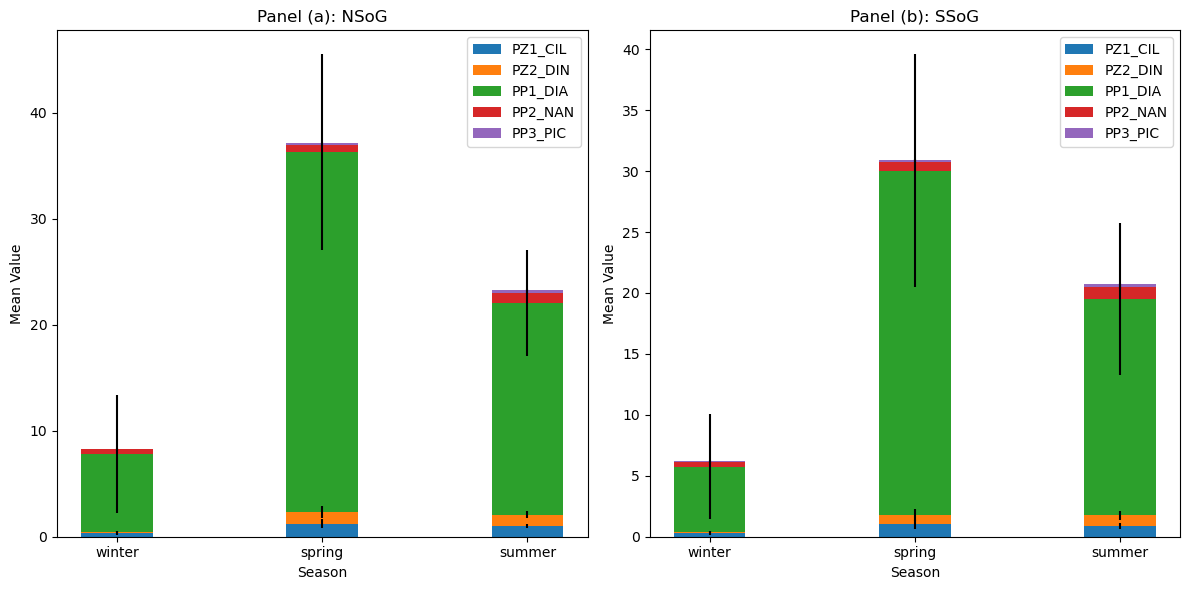 Panel (a): NSoG
Mean Value
40
30
20
10
0
PZ1_CIL
PZ2_DIN
PP1_DIA
PP2_NAN
PP3_PIC
winter
spring
summer
Season
Panel (b): SSoG
Mean Value
40
35
30
25
20
15
10
5
0
PZ1_CIL
PZ2_DIN
PP1_DIA
PP2_NAN
PP3_PIC
winter
spring
summer
Season